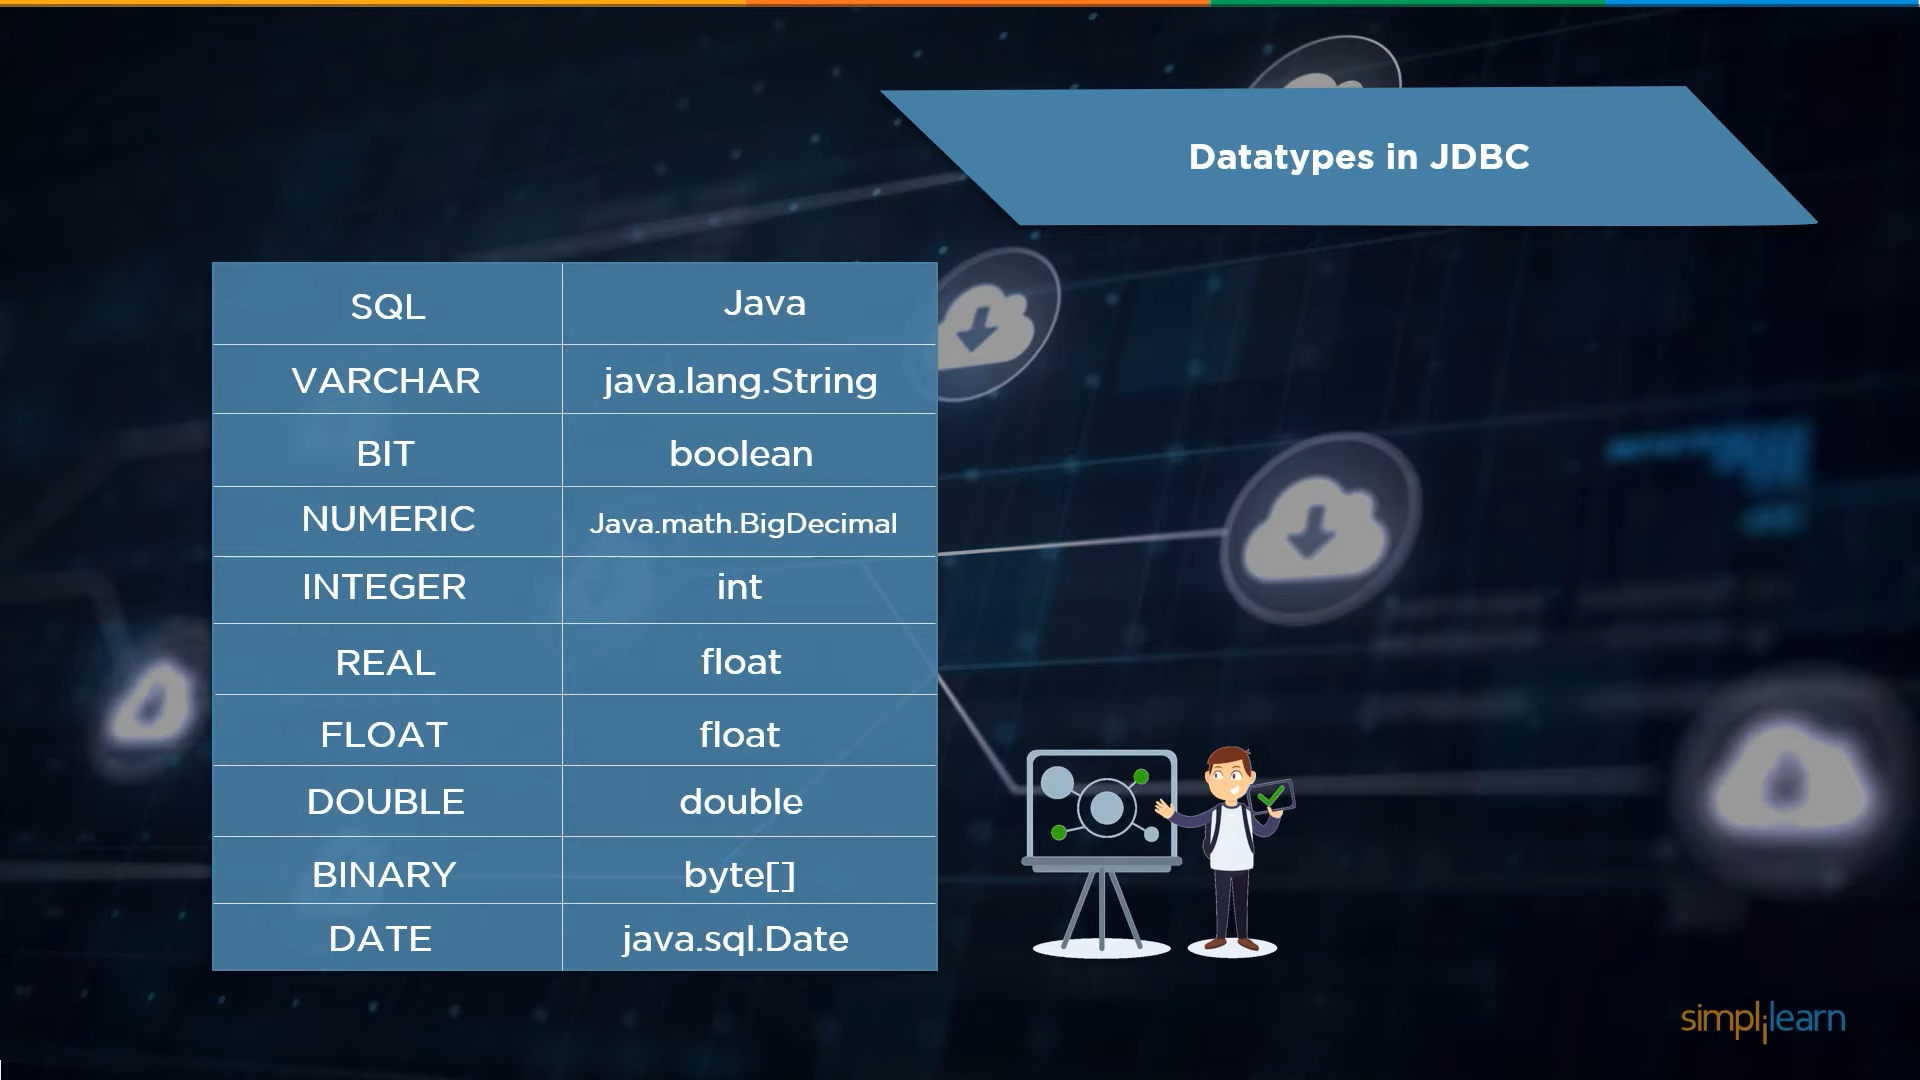 Datatypes in JDBC
SQL Java
VARCHAR java.lang.String
BIT boolean
NUMERIC Java.math.BigDecimal
INTEGER int
REAL float
FLOAT float
DOUBLE double
BINARY byte[]
DATE java.sql.Date
simplilearn